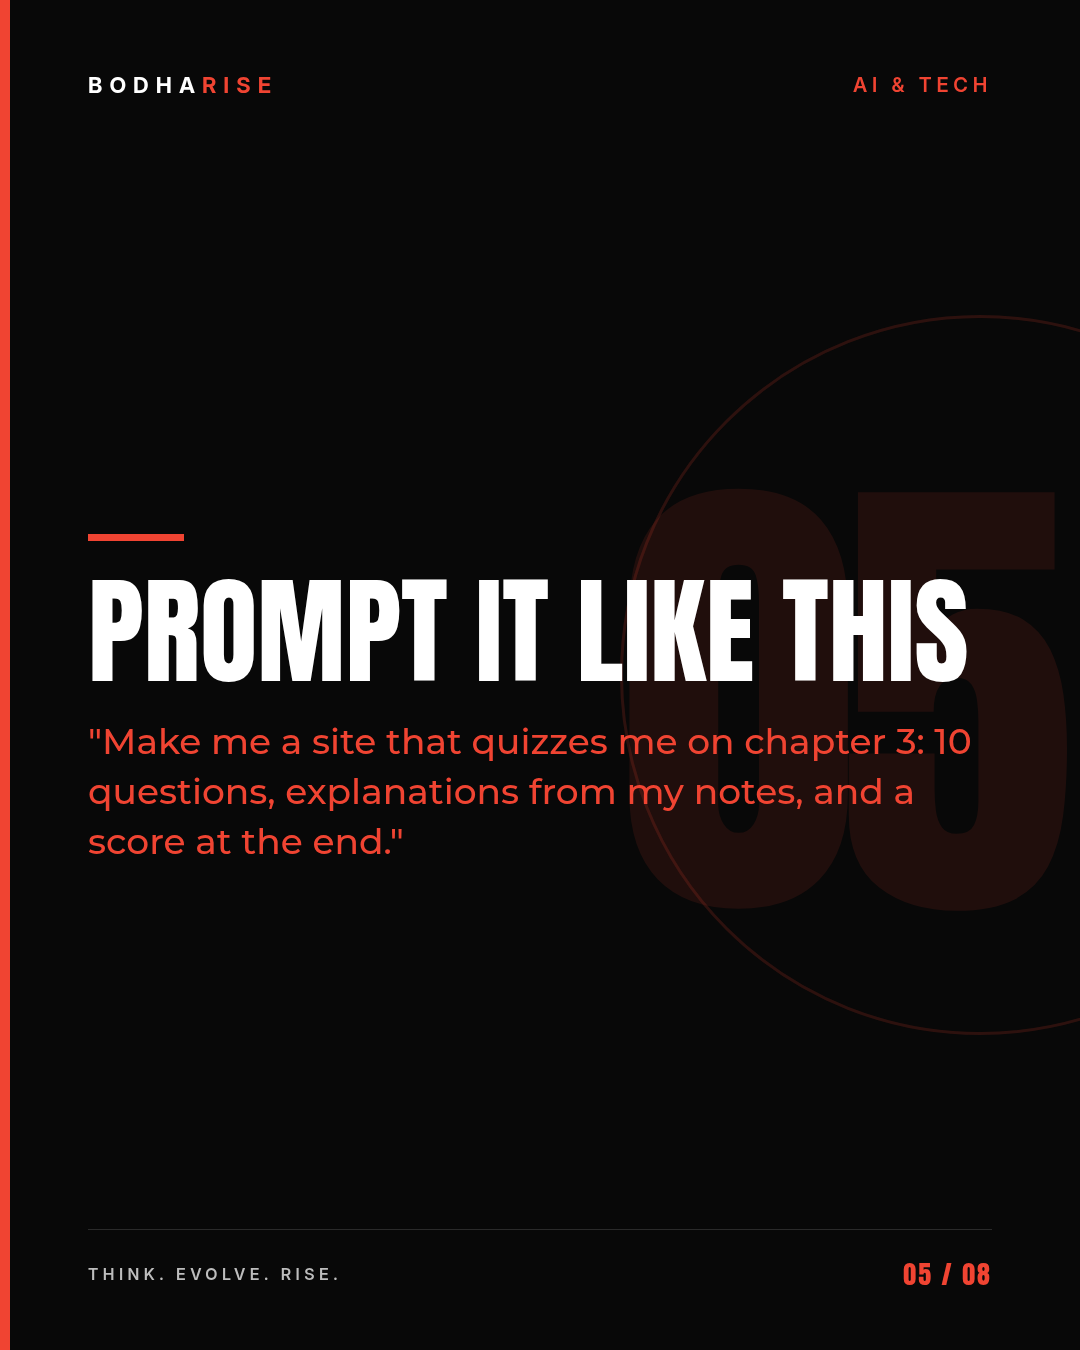 BODHARISE
AI & TECH
05
PROMPT IT LIKE THIS
"Make me a site that quizzes me on chapter 3: 10
questions, explanations from my notes, and a
score at the end."
THINK. EVOLVE. RISE.
05 / 08